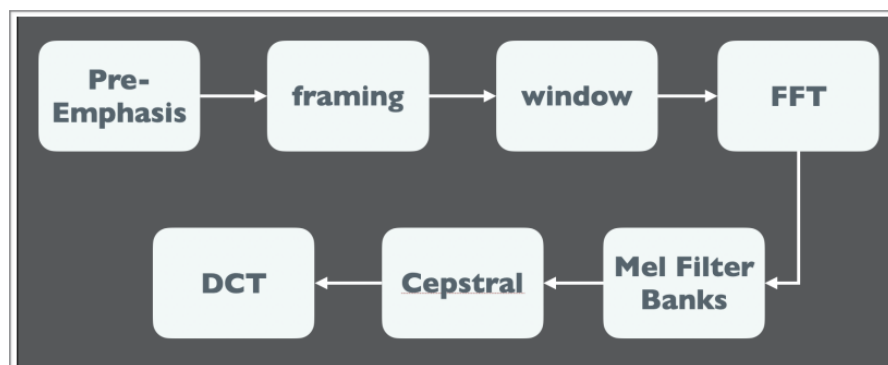 Pre-
Emphasis
framing
window
FFT
Mel Filter
Banks
Cepstral
DCT